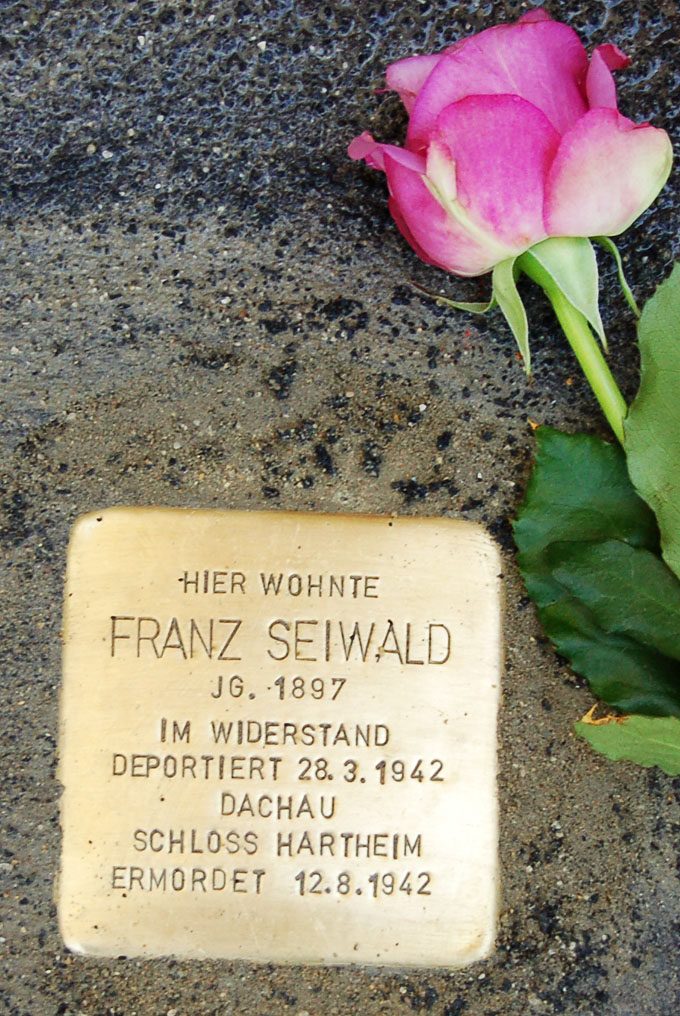 HIER WOHNTE
FRANZ SEIWALD
JG. 1897
IM WIDERSTAND
DEPORTIERT 28.3.1942
DACHAU
SCHLOSS HARTHEIM
ERMORDET 12.8.1942